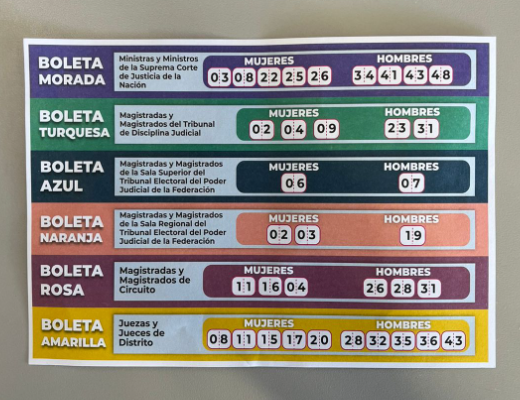 BOLETA
MORADA
Ministras y Ministros
de la Suprema Corte
de Justicia de la
Nación
MUJERES
03 08 22 25 26
HOMBRES
34 41 43 48
BOLETA
TURQUESA
Magistradas y
Magistrados del Tribunal
de Disciplina Judicial
MUJERES
02 04 09
HOMBRES
23 31
BOLETA
AZUL
Magistradas y Magistrados
de la Sala Superior del
Tribunal Electoral del Poder
Judicial de la Federación
MUJERES
06
HOMBRES
07
BOLETA
NARANJA
Magistradas y Magistrados
de la Sala Regional del
Tribunal Electoral del Poder
Judicial de la Federación
MUJERES
02 03
HOMBRES
19
BOLETA
ROSA
Magistradas y
Magistrados de
Circuito
MUJERES
11 16 04
HOMBRES
26 28 31
BOLETA
AMARILLA
Juezas y
Jueces de
Distrito
MUJERES
08 11 15 17 20
HOMBRES
28 32 35 36 43